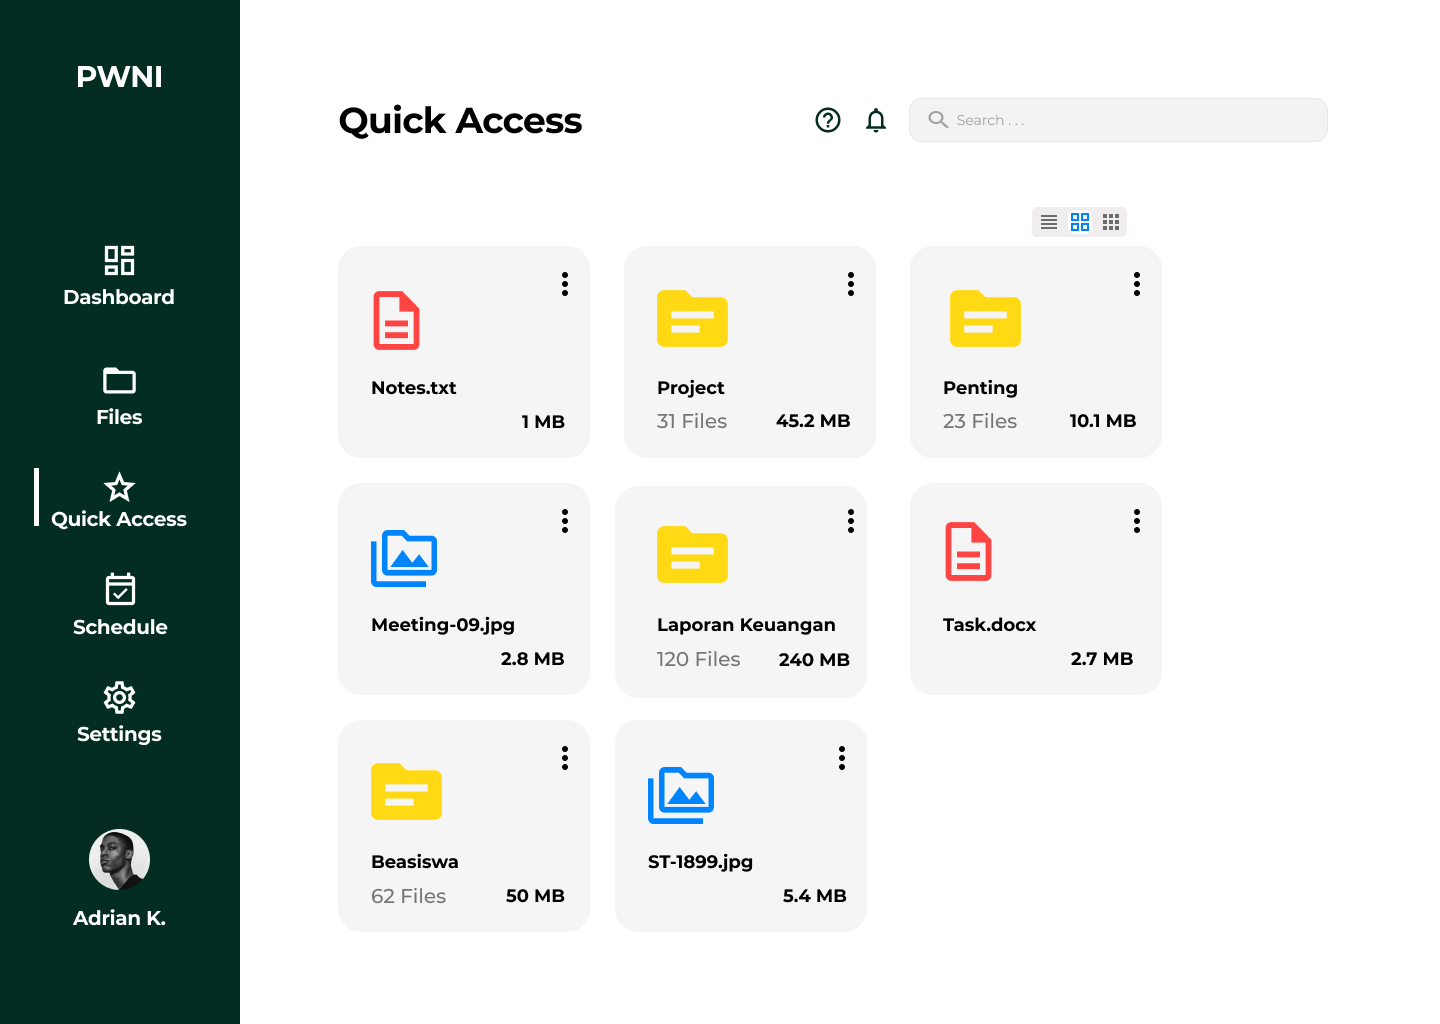 PWNI
Dashboard
Files
Quick Access
Schedule
Settings
Adrian K.
Quick Access
Search . . .
Notes.txt
1 MB
Project
31 Files 45.2 MB
Penting
23 Files 10.1 MB
Meeting-09.jpg
2.8 MB
Laporan Keuangan
120 Files 240 MB
Task.docx
2.7 MB
Beasiswa
62 Files 50 MB
ST-1899.jpg
5.4 MB